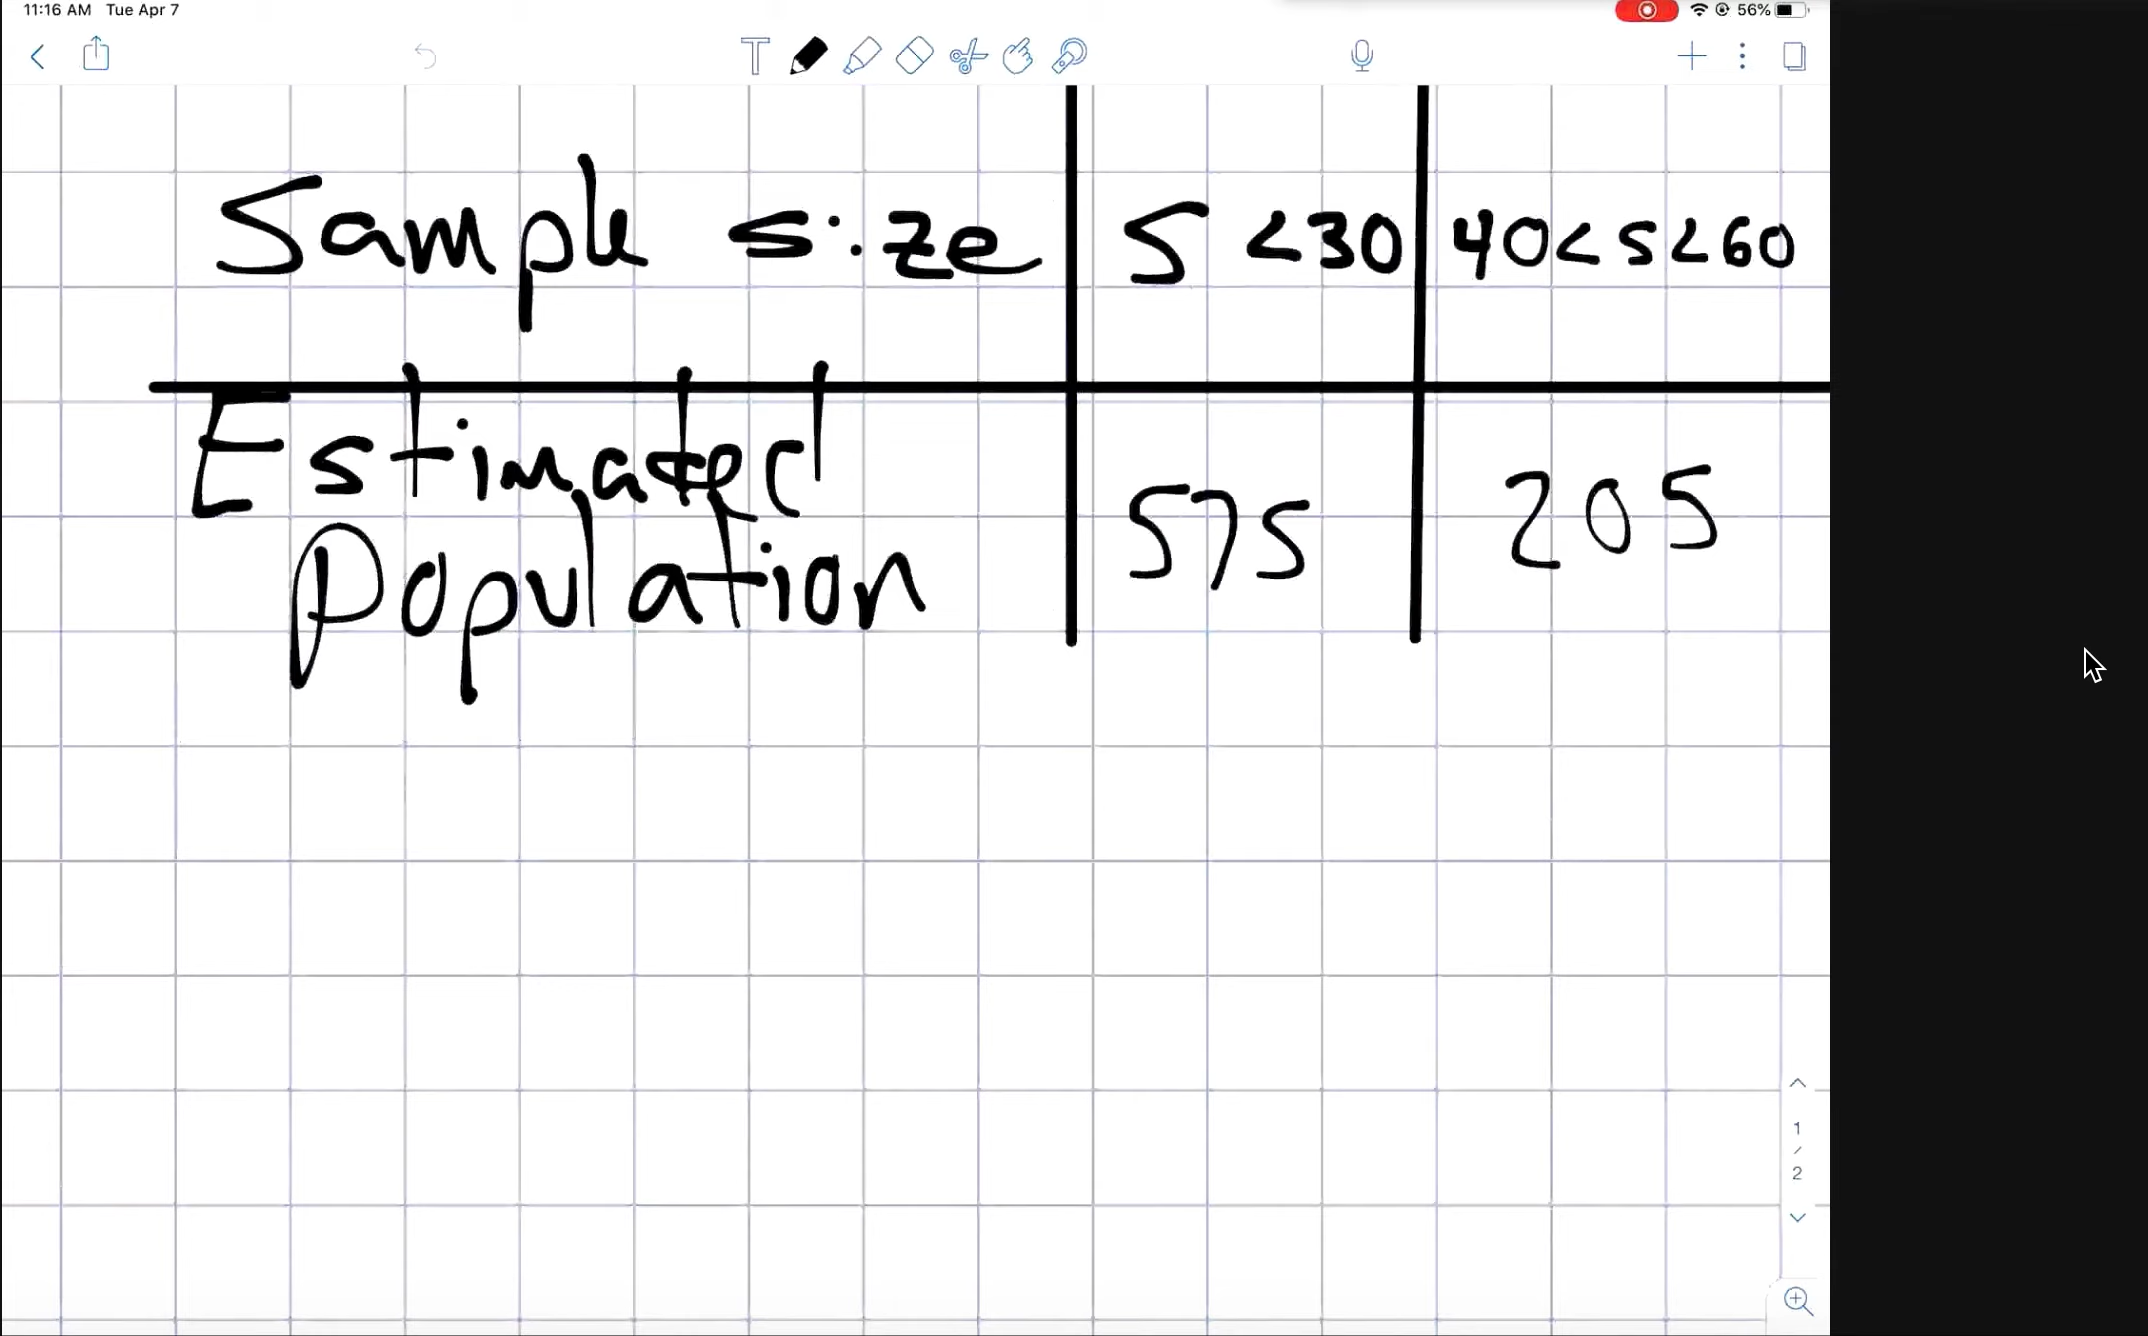 11:16 AM Tue Apr 7
56%
T
Sample size S <30 40<s<60
Estimated
Population 575 205
1
/
2